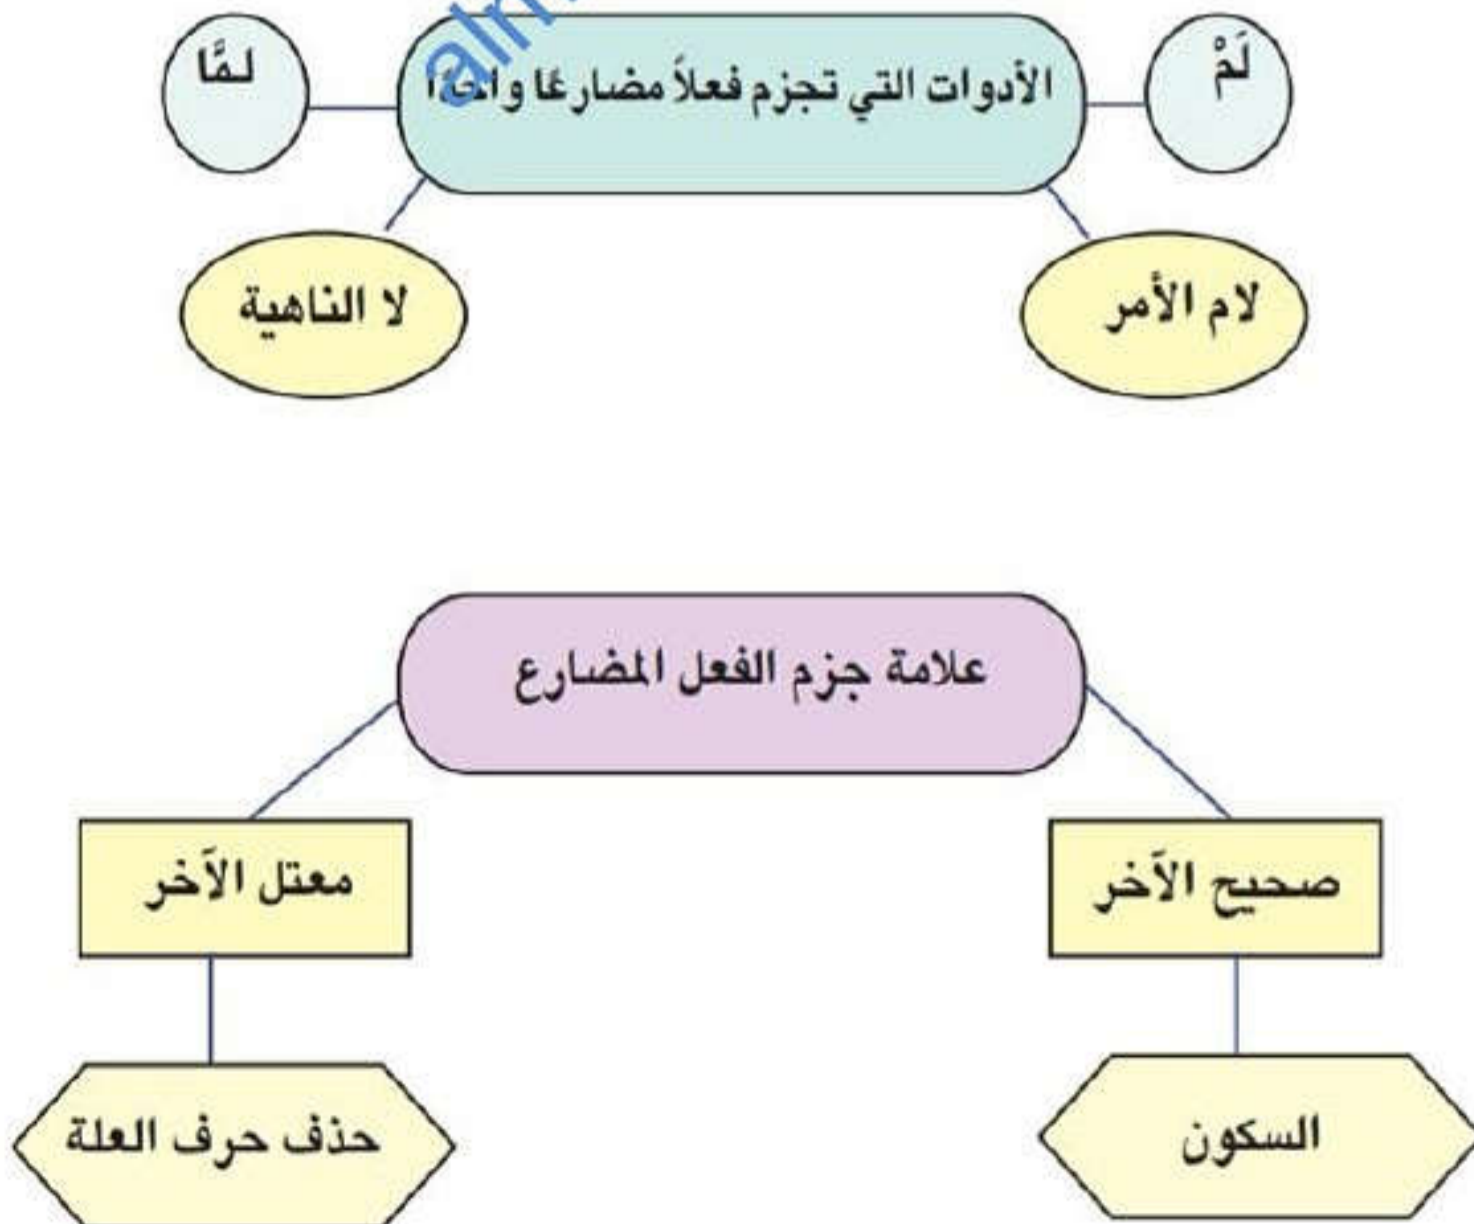 لَمْ
الأدوات التي تجزم فعلاً مضارعًا واحدًا
لمَّا
لام الأمر
لا الناهية
علامة جزم الفعل المضارع
صحيح الآخر
معتل الآخر
السكون
حذف حرف العلة